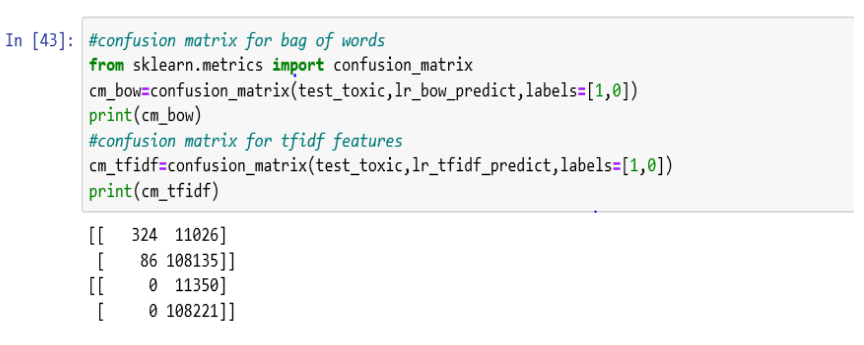 In [43]: #confusion matrix for bag of words
from sklearn.metrics import confusion_matrix
cm_bow=confusion_matrix(test_toxic,lr_bow_predict,labels=[1,0])
print(cm_bow)
#confusion matrix for tfidf features
cm_tfidf=confusion_matrix(test_toxic,lr_tfidf_predict,labels=[1,0])
print(cm_tfidf)
[[   324  11026]
 [    86 108135]]
[[     0  11350]
 [     0 108221]]